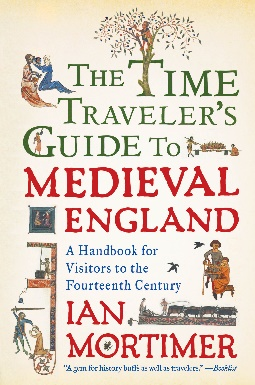 THE TIME
TRAVELER'S
GUIDE TO
MEDIEVAL
ENGLAND
A Handbook for
Visitors to the
Fourteenth Century
IAN
MORTIMER
"A gem for history buffs as well as travelers." —Booklist